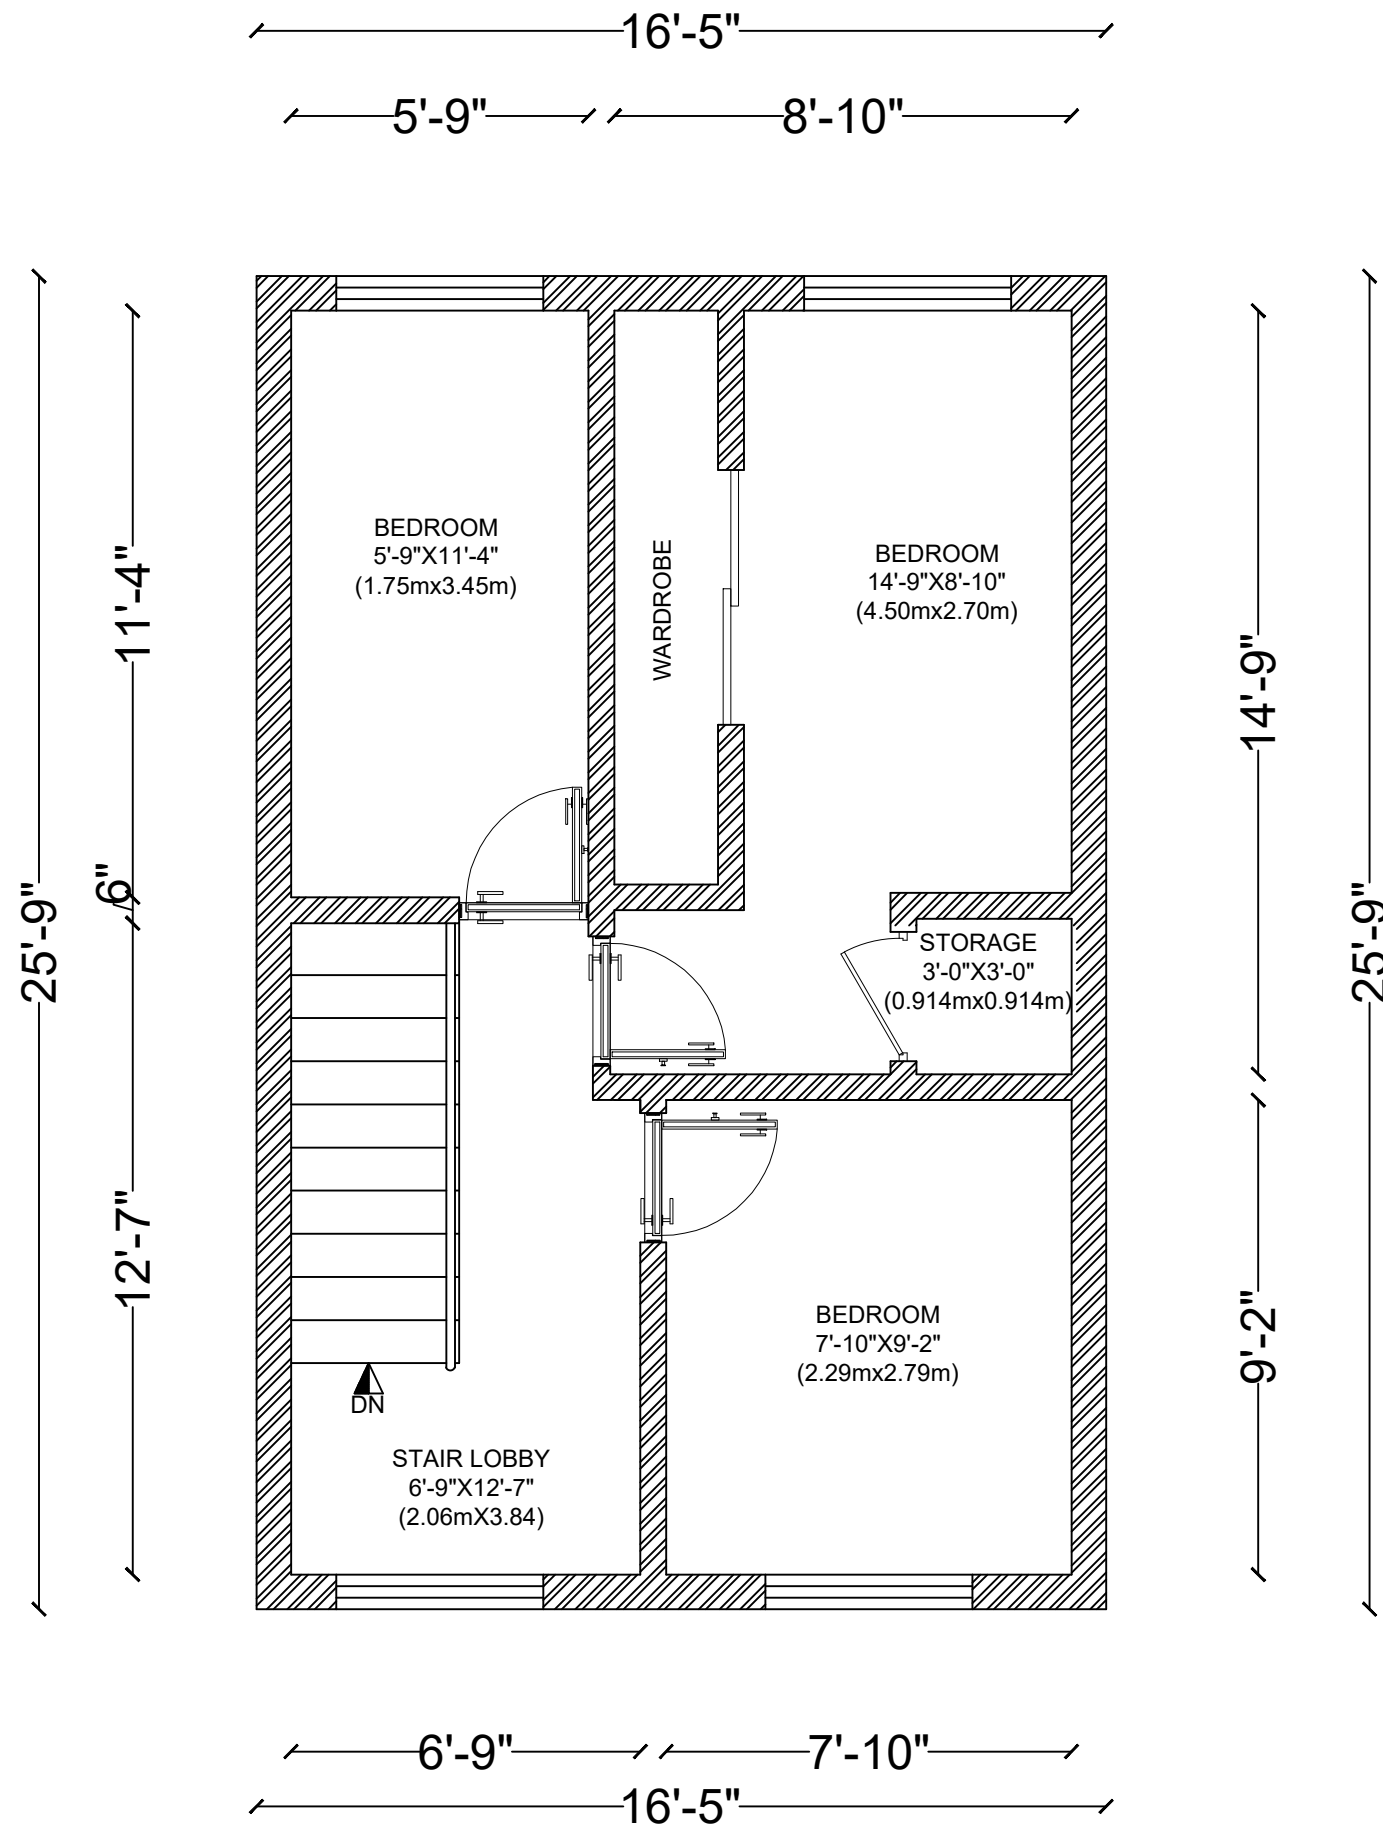 16'-5"
5'-9"
8'-10"
BEDROOM
5'-9"X11'-4"
(1.75mx3.45m)
WARDROBE
BEDROOM
14'-9"X8'-10"
(4.50mx2.70m)
11'-4"
14'-9"
6"
25'-9"
25'-9"
STORAGE
3'-0"X3'-0"
(0.914mx0.914m)
12'-7"
9'-2"
BEDROOM
7'-10"X9'-2"
(2.29mx2.79m)
DN
STAIR LOBBY
6'-9"X12'-7"
(2.06mX3.84)
6'-9"
7'-10"
16'-5"